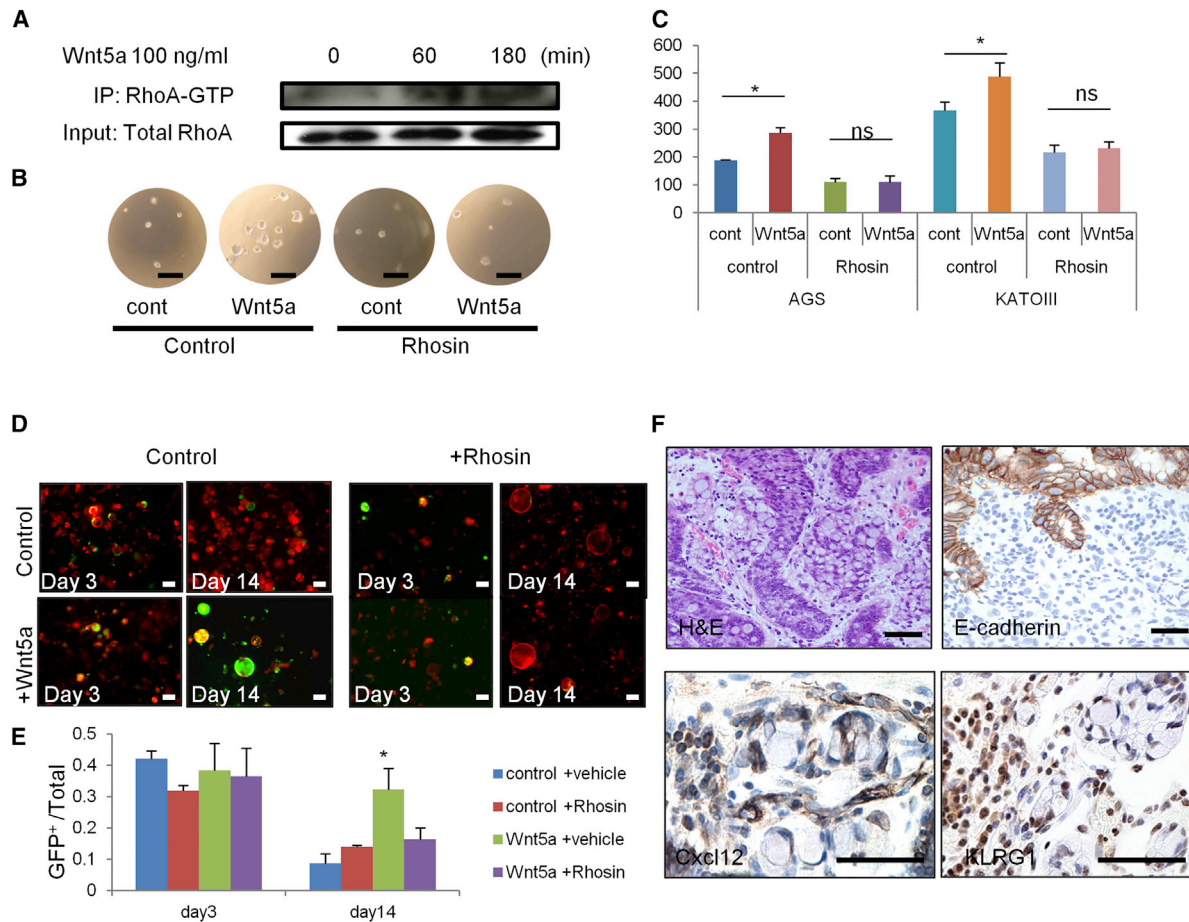 A
Wnt5a 100 ng/ml 0 60 180 (min)
IP: RhoA-GTP
Input: Total RhoA
B
cont Wnt5a cont Wnt5a
Control Rhosin
C
600
500
400
300
200
100
0
* ns * ns
cont Wnt5a cont Wnt5a cont Wnt5a cont Wnt5a
control Rhosin control Rhosin
AGS KATOIII
D
Control +Rhosin
Control
Day 3 Day 14 Day 3 Day 14
+Wnt5a
Day 3 Day 14 Day 3 Day 14
E
GFP⁺ /Total
0.5
0.4
0.3
0.2
0.1
0
*
day3 day14
control +vehicle
control +Rhosin
Wnt5a +vehicle
Wnt5a +Rhosin
F
H&E E-cadherin
Cxcl12 KLRG1